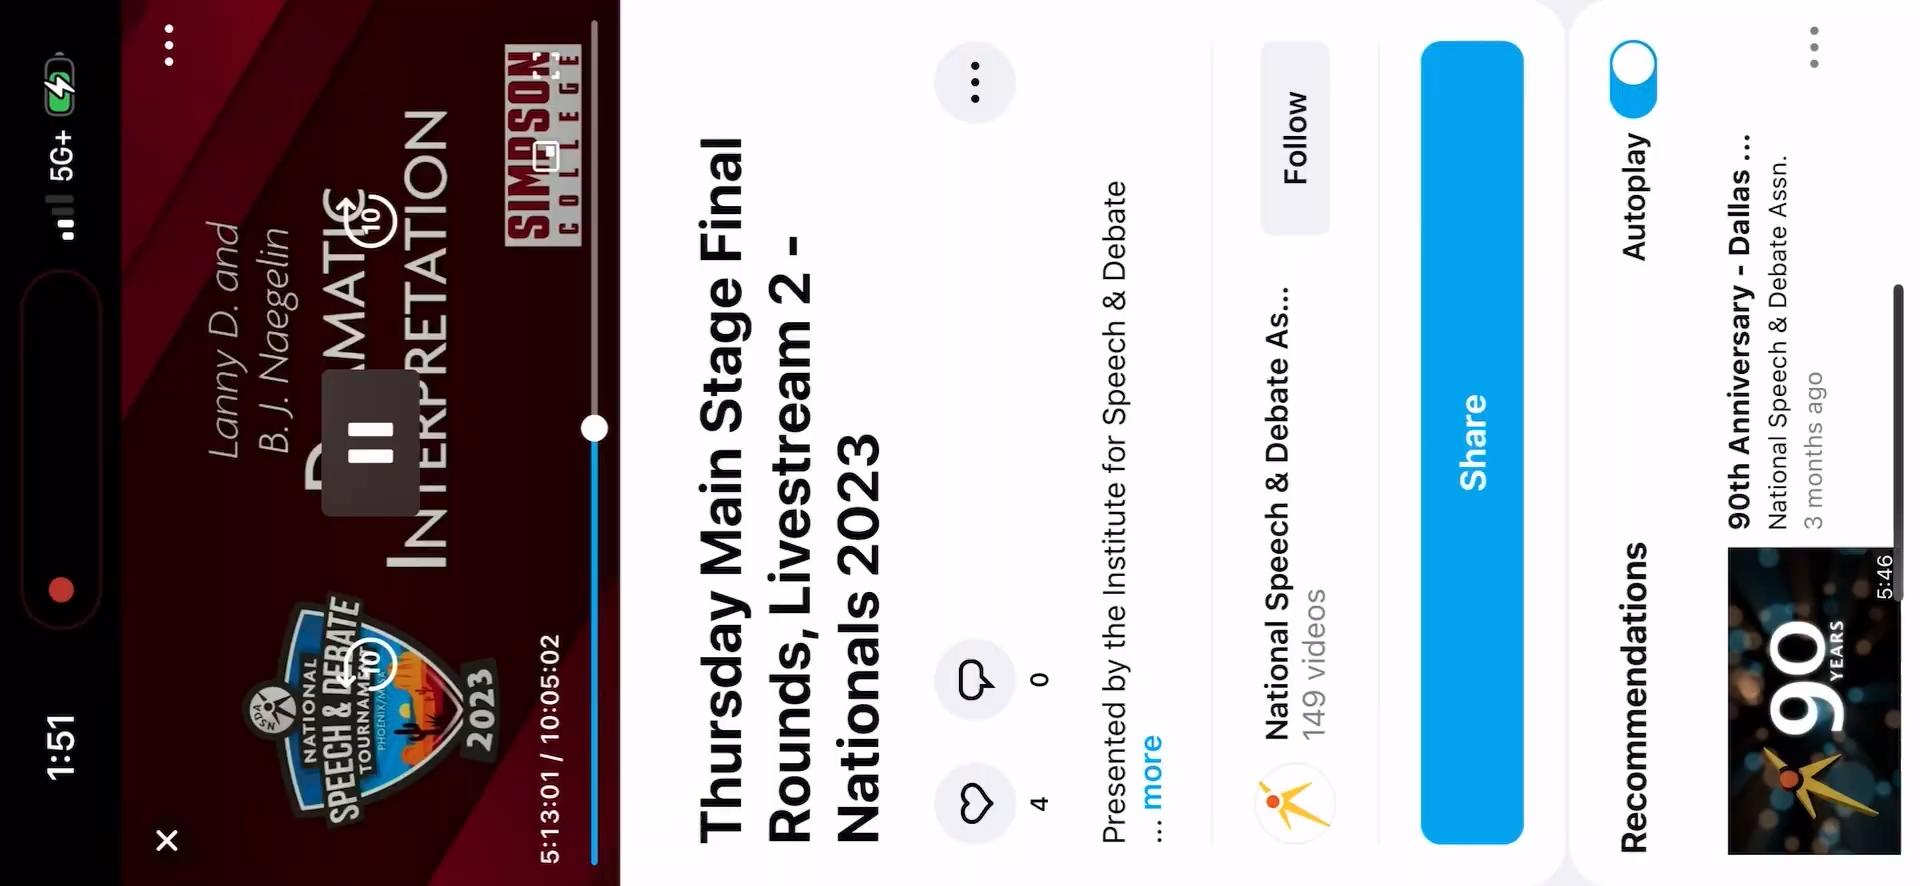 1:51
5G+
Lanny D. and
B. J. Naegelin
INTERPRETATION
NSDA
NATIONAL
SPEECH & DEBATE
TOURNAMENT
2023
10
10
SIMPSON
COLLEGE
5:13:01 / 10:05:02
Thursday Main Stage Final
Rounds, Livestream 2 -
Nationals 2023
4
0
Presented by the Institute for Speech & Debate
... more
National Speech & Debate As...
149 videos
Follow
Share
Recommendations
Autoplay
90
YEARS
5:46
90th Anniversary - Dallas ...
National Speech & Debate Assn.
3 months ago